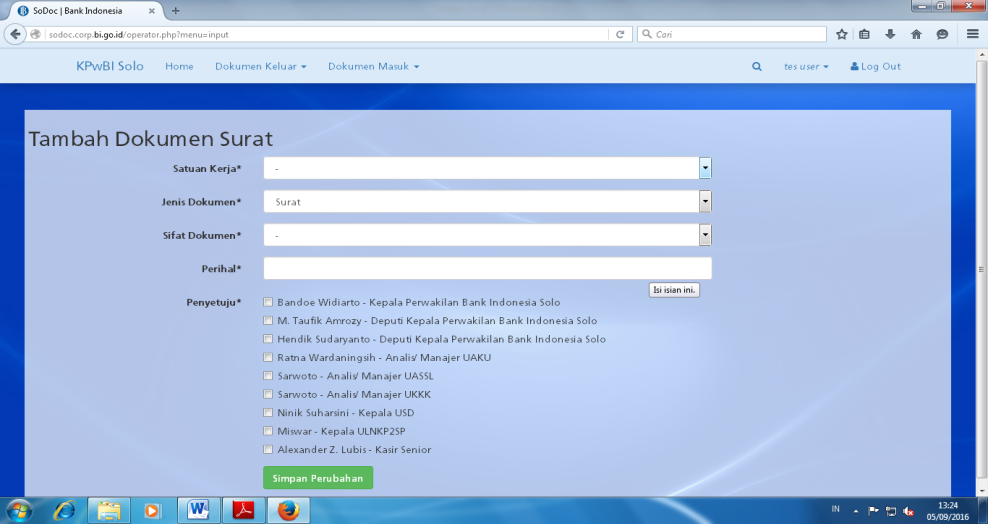 SoDoc | Bank Indonesia
sodoc.corp.bi.go.id/operator.php?menu=input
Cari
KPwBI Solo Home Dokumen Keluar Dokumen Masuk tes user Log Out
Tambah Dokumen Surat
Satuan Kerja* -
Jenis Dokumen* Surat
Sifat Dokumen* -
Perihal*
Isi isian ini.
Penyetuju* Bandoe Widiarto - Kepala Perwakilan Bank Indonesia Solo
M. Taufik Amrozy - Deputi Kepala Perwakilan Bank Indonesia Solo
Hendik Sudaryanto - Deputi Kepala Perwakilan Bank Indonesia Solo
Ratna Wardaningsih - Analis/ Manajer UAKU
Sarwoto - Analis/ Manajer UASSL
Sarwoto - Analis/ Manajer UKKK
Ninik Suharsini - Kepala USD
Miswar - Kepala ULNKP2SP
Alexander Z. Lubis - Kasir Senior
Simpan Perubahan
IN 13:24
05/09/2016